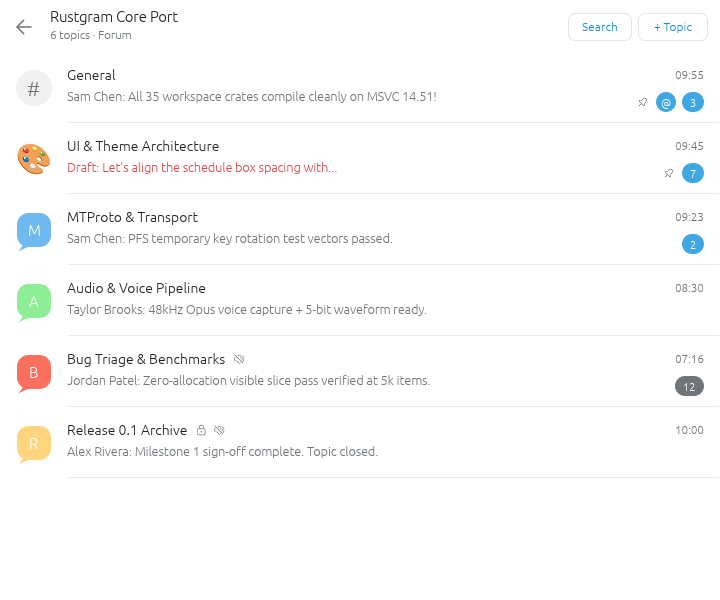 Rustgram Core Port
6 topics · Forum
Search
+ Topic
#
General
09:55
Sam Chen: All 35 workspace crates compile cleanly on MSVC 14.51!
@
3
UI & Theme Architecture
09:45
Draft: Let's align the schedule box spacing with...
7
M
MTProto & Transport
09:23
Sam Chen: PFS temporary key rotation test vectors passed.
2
A
Audio & Voice Pipeline
08:30
Taylor Brooks: 48kHz Opus voice capture + 5-bit waveform ready.
B
Bug Triage & Benchmarks
07:16
Jordan Patel: Zero-allocation visible slice pass verified at 5k items.
12
R
Release 0.1 Archive
10:00
Alex Rivera: Milestone 1 sign-off complete. Topic closed.